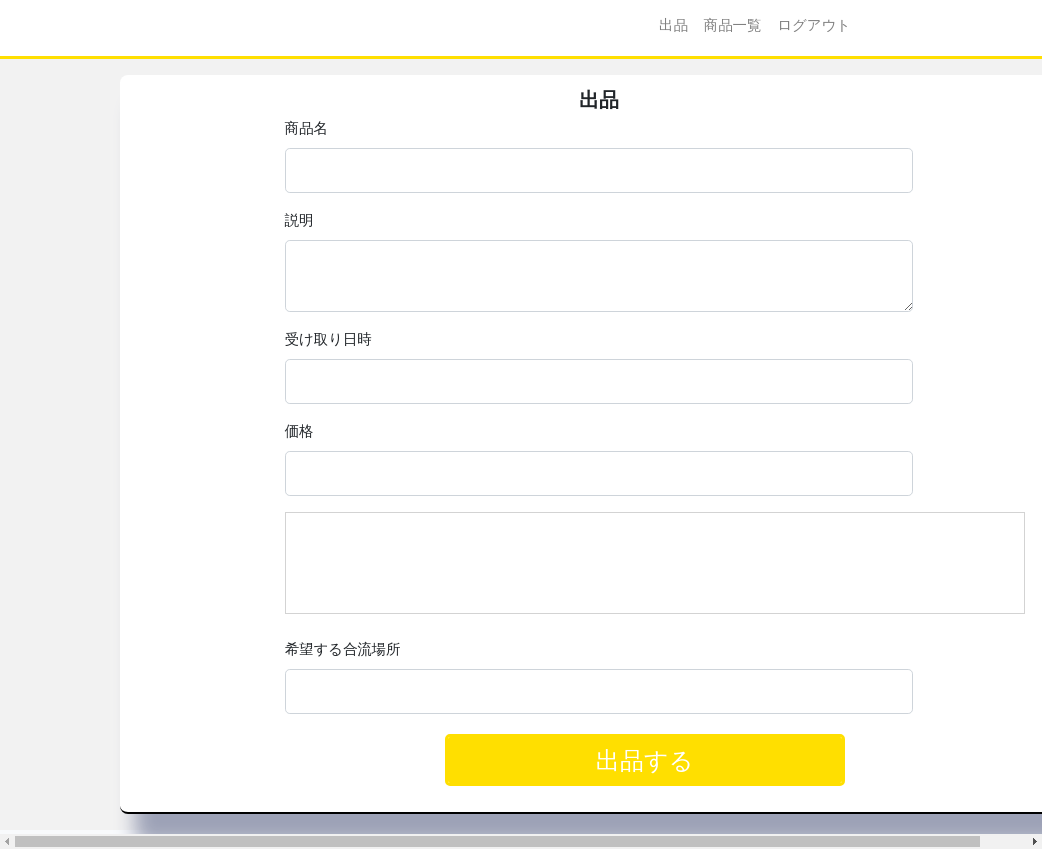 出品 商品一覧 ログアウト
出品
商品名
説明
受け取り日時
価格
希望する合流場所
出品する